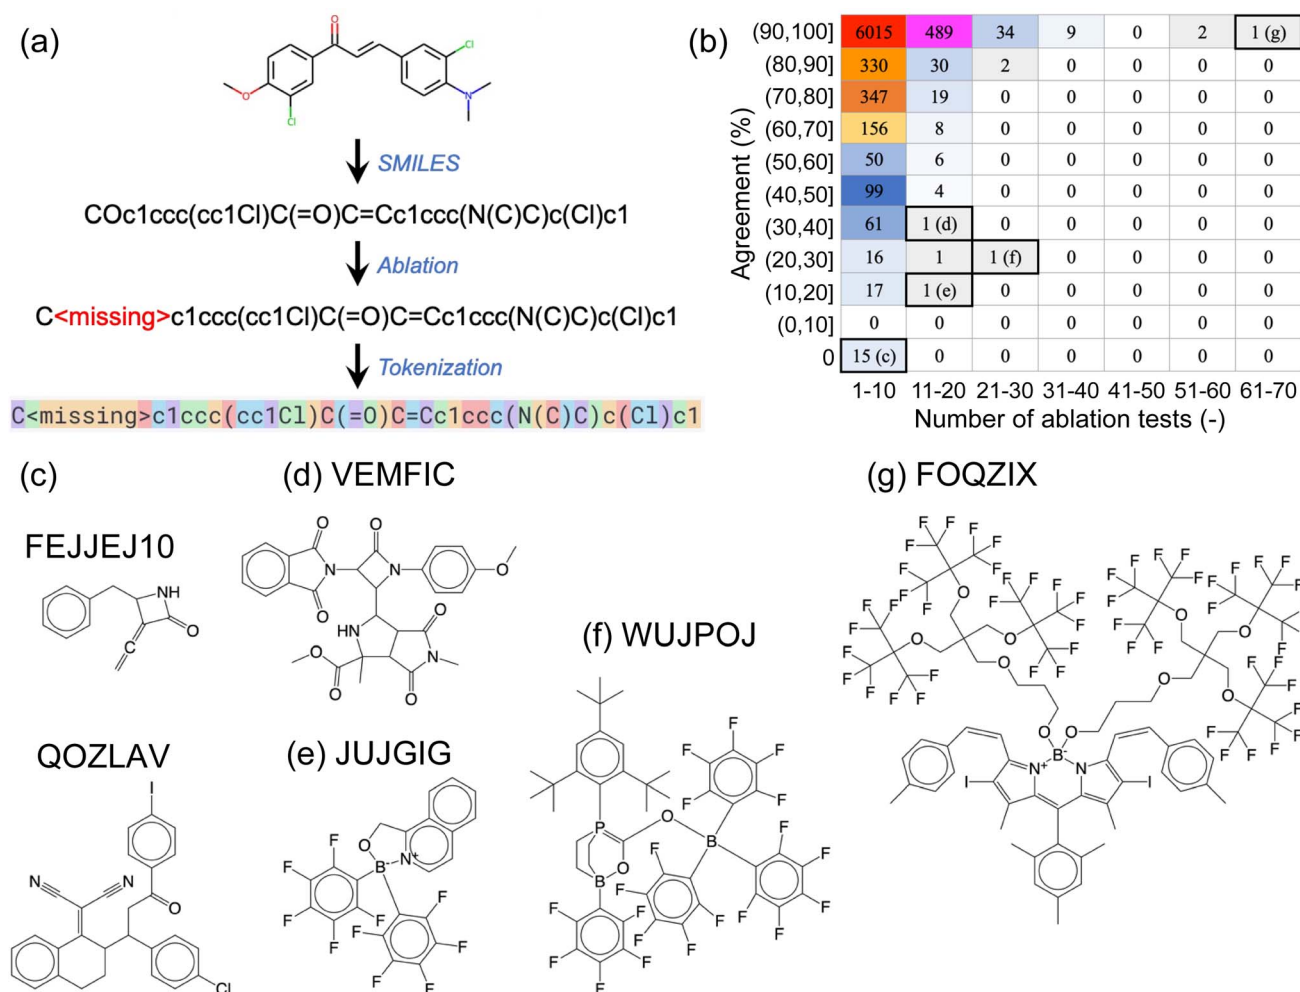 (a)
O
O
Cl
Cl
N
SMILES
COc1ccc(cc1Cl)C(=O)C=Cc1ccc(N(C)C)c(Cl)c1
Ablation
C<missing>c1ccc(cc1Cl)C(=O)C=Cc1ccc(N(C)C)c(Cl)c1
Tokenization
C<missing>c1ccc(cc1Cl)C(=O)C=Cc1ccc(N(C)C)c(Cl)c1
(b)
Agreement (%)
(90,100] 6015 489 34 9 0 2 1 (g)
(80,90] 330 30 2 0 0 0 0
(70,80] 347 19 0 0 0 0 0
(60,70] 156 8 0 0 0 0 0
(50,60] 50 6 0 0 0 0 0
(40,50] 99 4 0 0 0 0 0
(30,40] 61 1 (d) 0 0 0 0 0
(20,30] 16 1 1 (f) 0 0 0 0
(10,20] 17 1 (e) 0 0 0 0 0
(0,10] 0 0 0 0 0 0 0
0 15 (c) 0 0 0 0 0 0
1-10 11-20 21-30 31-40 41-50 51-60 61-70
Number of ablation tests (-)
(c)
FEJJEJ10
NH
O
C
QOZLAV
I
N N
O
Cl
(d) VEMFIC
O O
N N
O
O
HN O
O N
O O
(e) JUJGIG
O
B N+
F F
F F
F F
F F
F F
(f) WUJPOJ
F F
F F
F
P O
O B
B
F F
F F
F F
F F
F F
F F
F F
F
(g) FOQZIX
F F F F F F F F
F F F F F F F F
O O O O
O O O O
O O
B-
N+ N
I I